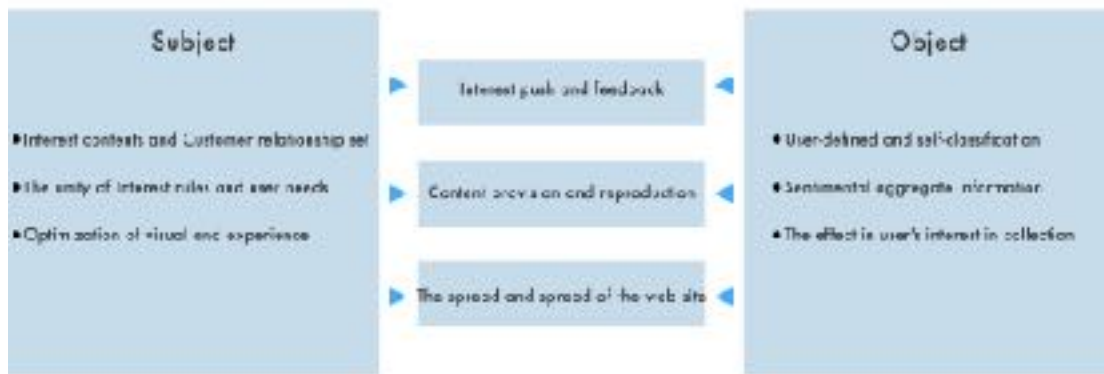 Subject
Interest contents and Customer relationship set
The unity of Interest rules and user needs
Optimization of visual and experience
Interest push and feedback
Content provision and reproduction
The spread and spread of the web site
Object
User-defined and self-classification
Sentimental aggregate information
The effect in user's interest in collection